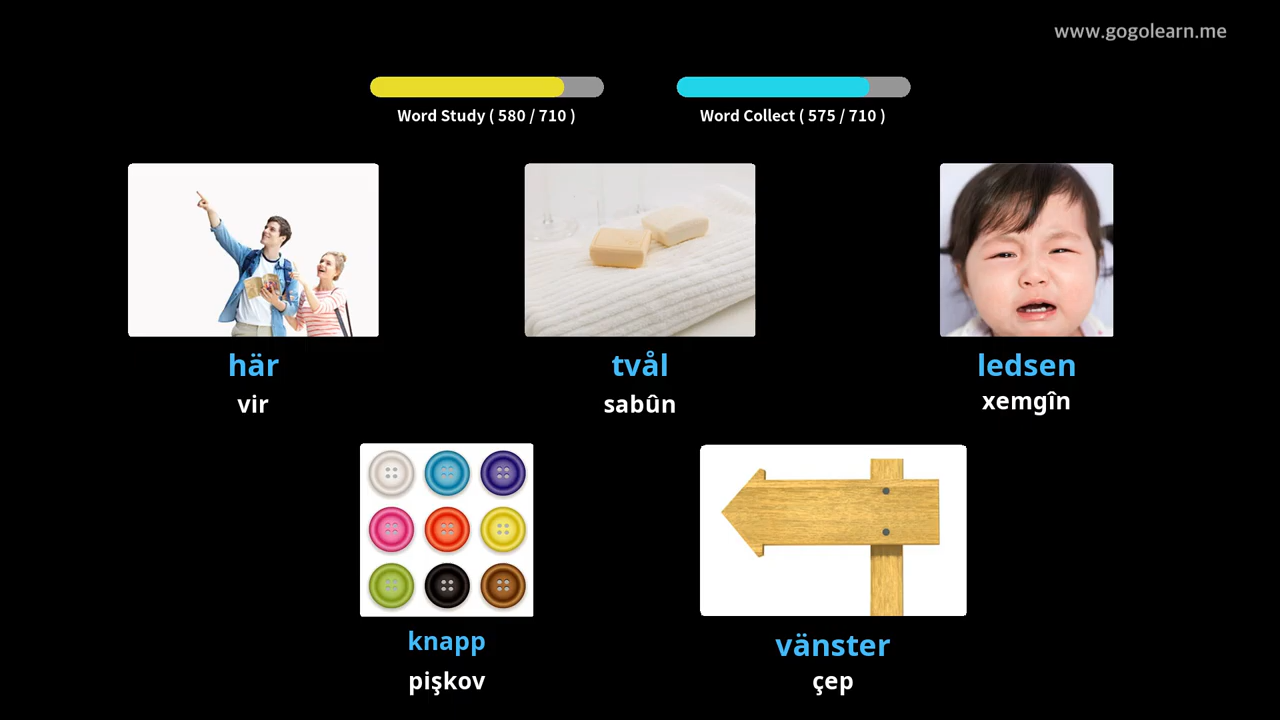 www.gogolearn.me
Word Study ( 580 / 710 )
Word Collect ( 575 / 710 )
här
tvål
ledsen
vir
sabûn
xemgîn
knapp
vänster
pişkov
çep